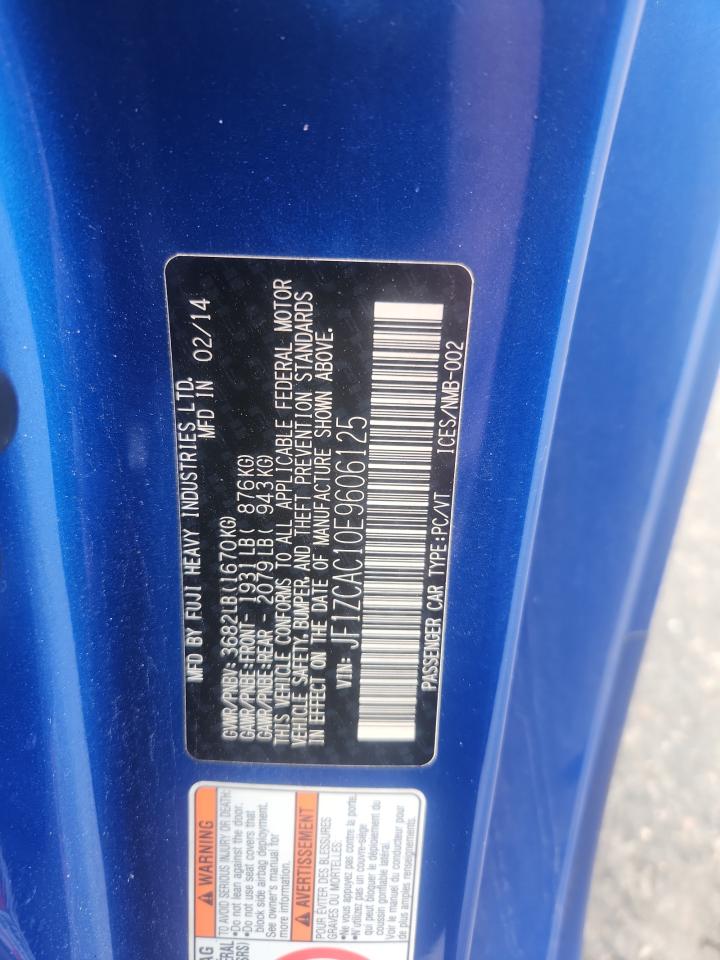 MFD BY FUJI HEAVY INDUSTRIES LTD.
MFD IN 02/14
GVWR/PNBV: 3682LB(1670KG)
GAWR/PNBE:FRONT- 1931LB( 876KG)
GAWR/PNBE:REAR - 2079LB( 943KG)
THIS VEHICLE CONFORMS TO ALL APPLICABLE FEDERAL MOTOR
VEHICLE SAFETY,BUMPER,AND THEFT PREVENTION STANDARDS
IN EFFECT ON THE DATE OF MANUFACTURE SHOWN ABOVE.
VIN: JF1ZCAC10E9606125
PASSENGER CAR TYPE:PC/VT ICES/NMB-002
WARNING
TO AVOID SERIOUS INJURY OR DEATH:
•Do not lean against the door.
•Do not use seat covers that
block side airbag deployment.
See owner's manual for
more information.
AVERTISSEMENT
POUR ÉVITER DES BLESSURES
GRAVES OU MORTELLES:
•Ne vous appuyez pas contre la porte.
•N'utilisez pas un couvre-siège
qui peut bloquer le déploiement du
coussin gonflable latéral.
Voir le manuel du conducteur pour
de plus amples renseignements.